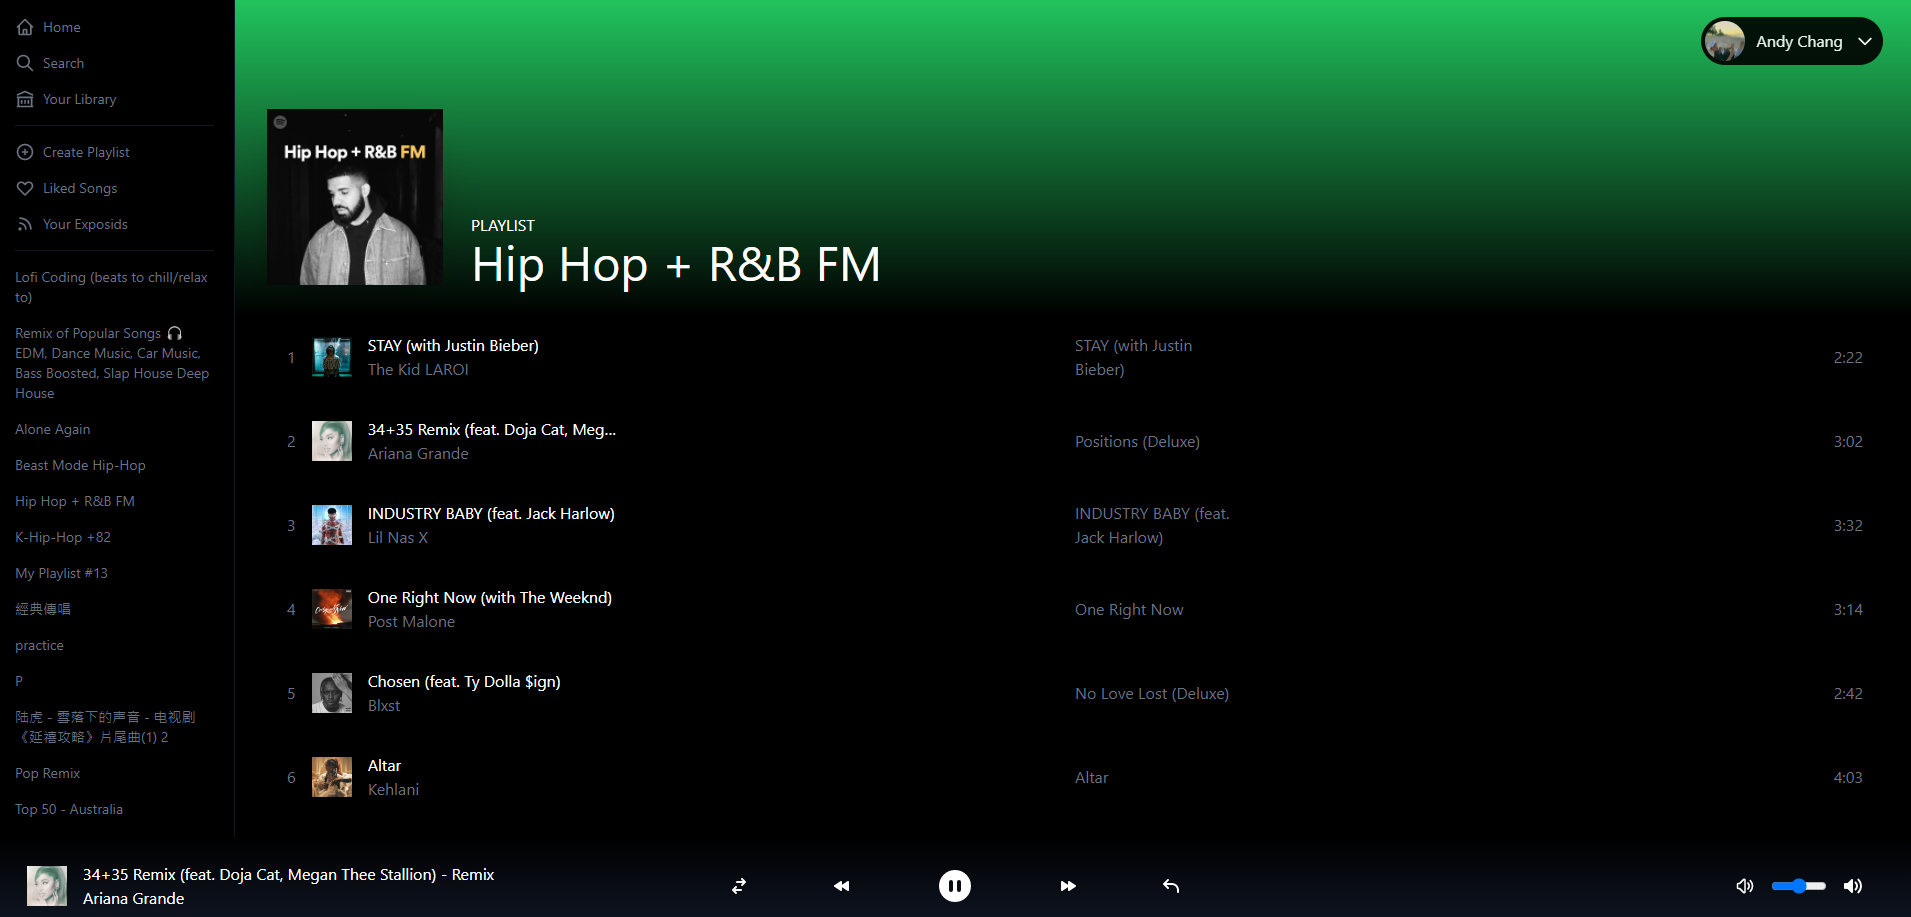 Home
Search
Your Library
Create Playlist
Liked Songs
Your Exposids
Lofi Coding (beats to chill/relax
to)
Remix of Popular Songs 🎧
EDM, Dance Music, Car Music,
Bass Boosted, Slap House Deep
House
Alone Again
Beast Mode Hip-Hop
Hip Hop + R&B FM
K-Hip-Hop +82
My Playlist #13
經典傳唱
practice
P
陆虎 - 雪落下的声音 - 电视剧
《延禧攻略》片尾曲(1) 2
Pop Remix
Top 50 - Australia
Andy Chang
Hip Hop + R&B FM
PLAYLIST
Hip Hop + R&B FM
1 STAY (with Justin Bieber) STAY (with Justin 2:22
The Kid LAROI Bieber)
2 34+35 Remix (feat. Doja Cat, Meg... Positions (Deluxe) 3:02
Ariana Grande
3 INDUSTRY BABY (feat. Jack Harlow) INDUSTRY BABY (feat. 3:32
Lil Nas X Jack Harlow)
4 One Right Now (with The Weeknd) One Right Now 3:14
Post Malone
5 Chosen (feat. Ty Dolla $ign) No Love Lost (Deluxe) 2:42
Blxst
6 Altar Altar 4:03
Kehlani
34+35 Remix (feat. Doja Cat, Megan Thee Stallion) - Remix
Ariana Grande